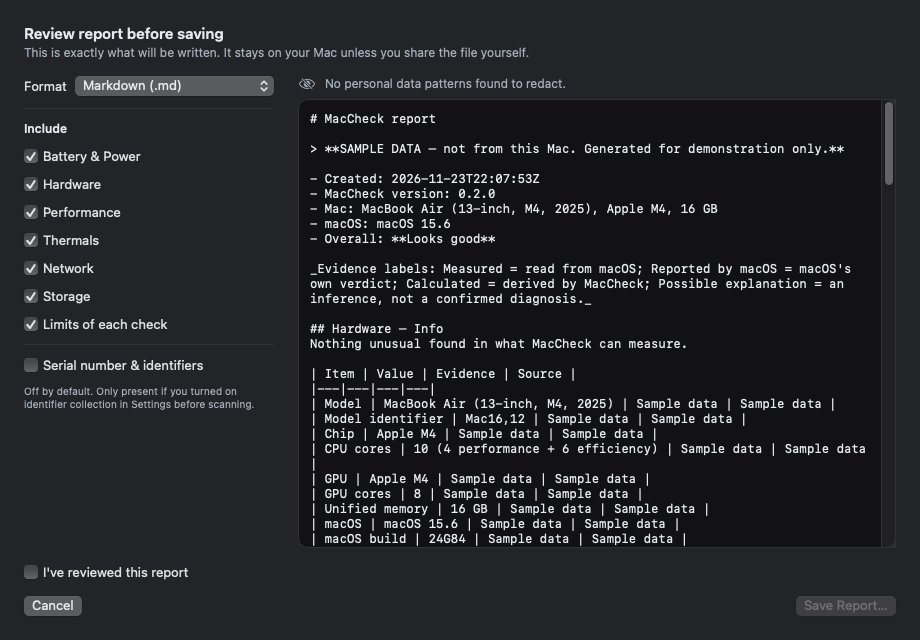 Review report before saving
This is exactly what will be written. It stays on your Mac unless you share the file yourself.
Format
Markdown (.md)
Include
Battery & Power
Hardware
Performance
Thermals
Network
Storage
Limits of each check
Serial number & identifiers
Off by default. Only present if you turned on
identifier collection in Settings before scanning.
No personal data patterns found to redact.
# MacCheck report
> **SAMPLE DATA — not from this Mac. Generated for demonstration only.**
- Created: 2026-11-23T22:07:53Z
- MacCheck version: 0.2.0
- Mac: MacBook Air (13-inch, M4, 2025), Apple M4, 16 GB
- macOS: macOS 15.6
- Overall: **Looks good**
_Evidence labels: Measured = read from macOS; Reported by macOS = macOS's
own verdict; Calculated = derived by MacCheck; Possible explanation = an
inference, not a confirmed diagnosis._
## Hardware — Info
Nothing unusual found in what MacCheck can measure.
| Item | Value | Evidence | Source |
|---|---|---|---|
| Model | MacBook Air (13-inch, M4, 2025) | Sample data | Sample data |
| Model identifier | Mac16,12 | Sample data | Sample data |
| Chip | Apple M4 | Sample data | Sample data |
| CPU cores | 10 (4 performance + 6 efficiency) | Sample data | Sample data
|
| GPU | Apple M4 | Sample data | Sample data |
| GPU cores | 8 | Sample data | Sample data |
| Unified memory | 16 GB | Sample data | Sample data |
| macOS | macOS 15.6 | Sample data | Sample data |
| macOS build | 24G84 | Sample data | Sample data |
I've reviewed this report
Cancel
Save Report...